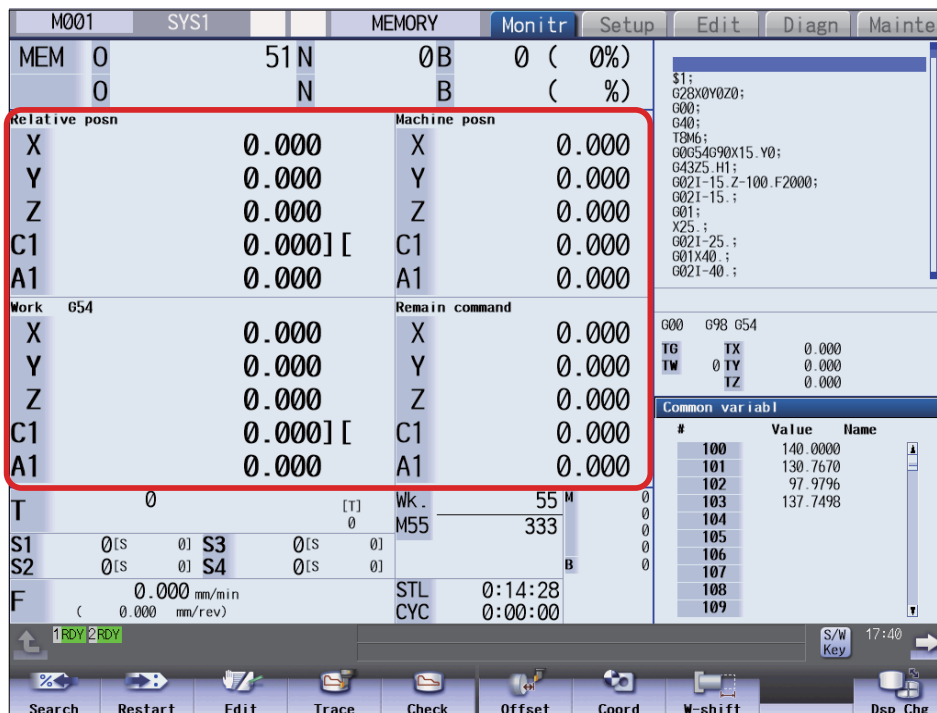 M001 SYS1 MEMORY Monitr Setup Edit Diagn Mainte
MEM O 51 N 0 B 0 ( 0%)
O N B ( %)
Relative posn
X 0.000
Y 0.000
Z 0.000
C1 0.000][
A1 0.000
Machine posn
X 0.000
Y 0.000
Z 0.000
C1 0.000
A1 0.000
Work G54
X 0.000
Y 0.000
Z 0.000
C1 0.000][
A1 0.000
Remain command
X 0.000
Y 0.000
Z 0.000
C1 0.000
A1 0.000
T 0 [T]
0
S1 0[S 0] S3 0[S 0]
S2 0[S 0] S4 0[S 0]
F 0.000 mm/min
( 0.000 mm/rev)
Wk. 55
M55 333
STL 0:14:28
CYC 0:00:00
M 0
0
0
0
B 0
$1;
G28X0Y0Z0;
G00;
G40;
T8M6;
G0G54G90X15.Y0;
G43Z5.H1;
G02I-15.Z-100.F2000;
G02I-15.;
G01;
X25.;
G02I-25.;
G01X40.;
G02I-40.;
G00 G98 G54
TG TX 0.000
TW 0 TY 0.000
TZ 0.000
Common variabl
# Value Name
100 140.0000
101 130.7670
102 97.9796
103 137.7498
104
105
106
107
108
109
1RDY 2RDY
S/W Key 17:40
Search Restart Edit Trace Check Offset Coord W-shift Dsp Chg